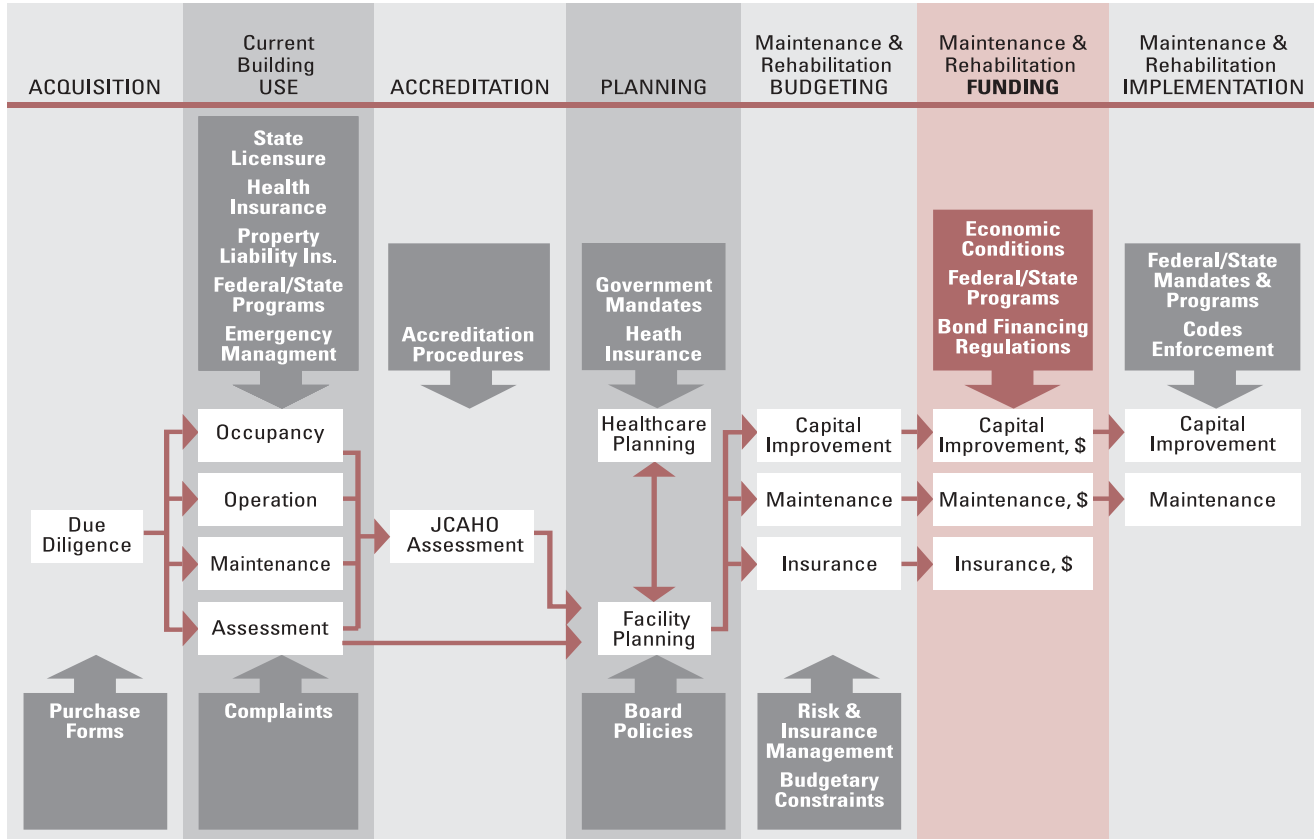 ACQUISITION
Current
Building
USE
ACCREDITATION
PLANNING
Maintenance &
Rehabilitation
BUDGETING
Maintenance &
Rehabilitation
FUNDING
Maintenance &
Rehabilitation
IMPLEMENTATION
State
Licensure
Health
Insurance
Property
Liability Ins.
Federal/State
Programs
Emergency
Managment
Accreditation
Procedures
Government
Mandates
Heath
Insurance
Economic
Conditions
Federal/State
Programs
Bond Financing
Regulations
Federal/State
Mandates &
Programs
Codes
Enforcement
Due
Diligence
Occupancy
Operation
Maintenance
Assessment
JCAHO
Assessment
Healthcare
Planning
Facility
Planning
Capital
Improvement
Maintenance
Insurance
Capital
Improvement, $
Maintenance, $
Insurance, $
Capital
Improvement
Maintenance
Purchase
Forms
Complaints
Board
Policies
Risk &
Insurance
Management
Budgetary
Constraints